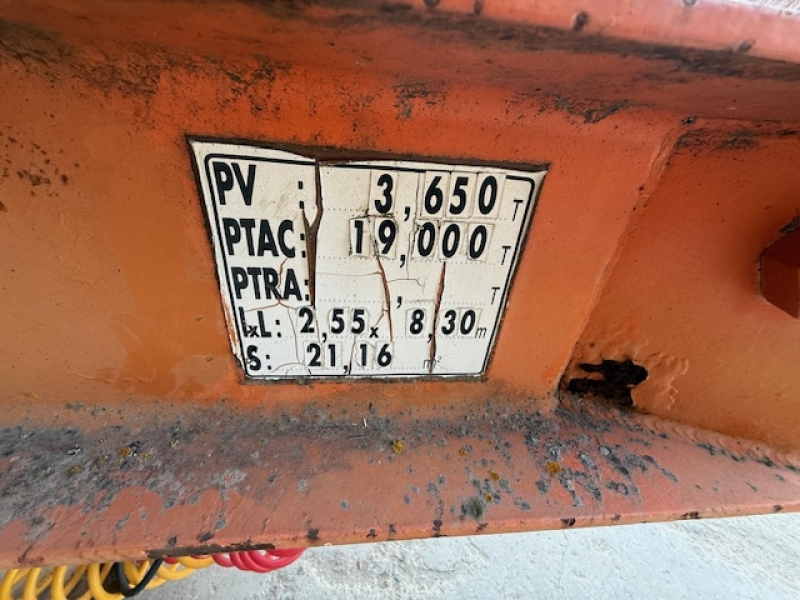 PV : 3,650 T
PTAC: 19,000 T
PTRA: , T
lxL: 2,55x 8,30m
S: 21,16 m²